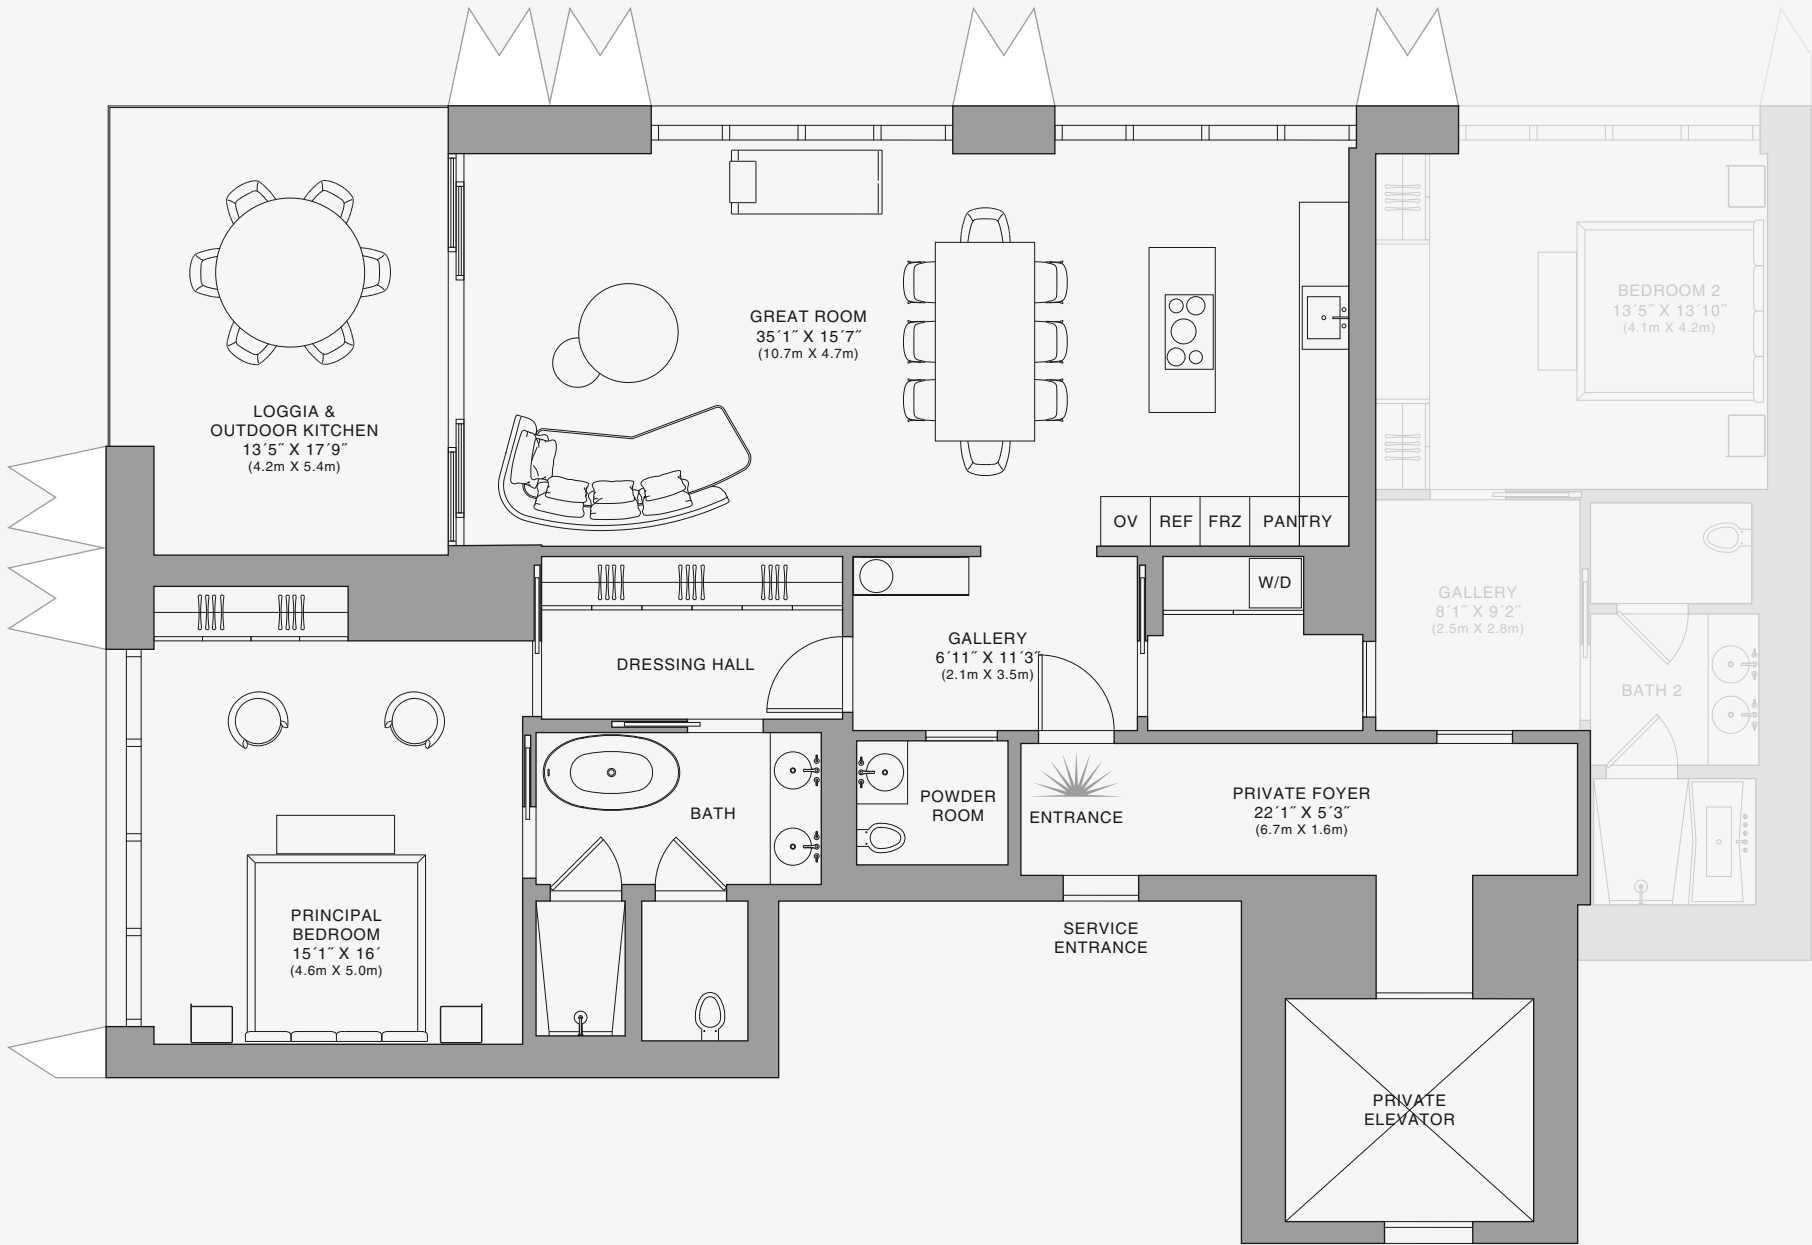 GREAT ROOM
35´1˝ X 15´7˝
(10.7m X 4.7m)
BEDROOM 2
13´5˝ X 13´10˝
(4.1m X 4.2m)
LOGGIA &
OUTDOOR KITCHEN
13´5˝ X 17´9˝
(4.2m X 5.4m)
OV
REF
FRZ
PANTRY
W/D
GALLERY
8´1˝ X 9´2˝
(2.5m X 2.8m)
DRESSING HALL
GALLERY
6´11˝ X 11´3˝
(2.1m X 3.5m)
BATH 2
BATH
POWDER
ROOM
ENTRANCE
PRIVATE FOYER
22´1˝ X 5´3˝
(6.7m X 1.6m)
PRINCIPAL
BEDROOM
15´1˝ X 16´
(4.6m X 5.0m)
SERVICE
ENTRANCE
PRIVATE
ELEVATOR